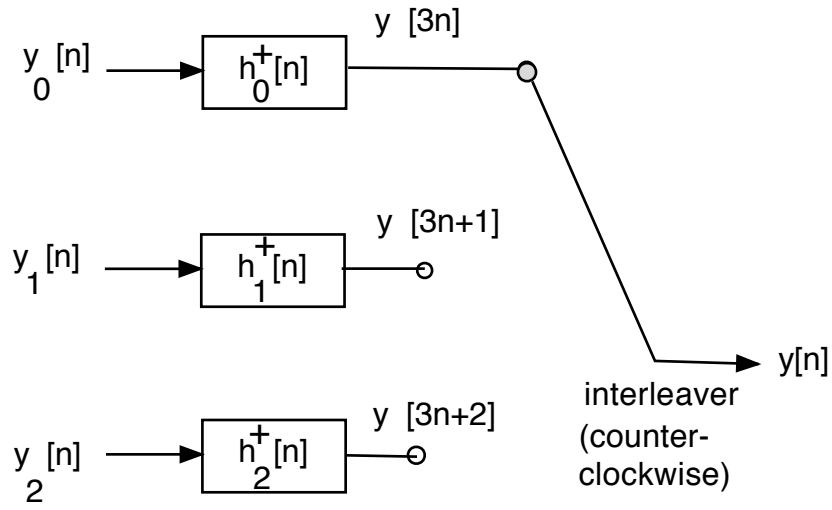 y [3n]
y [n]
0
h+[n]
0
y [3n+1]
y [n]
1
h+[n]
1
y[n]
interleaver
(counter-
clockwise)
y [3n+2]
y [n]
2
h+[n]
2